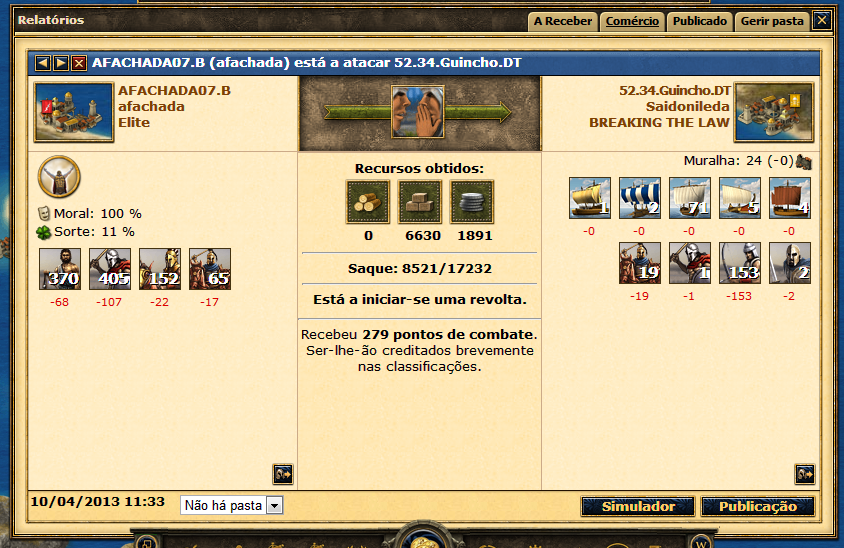 Relatórios
A Receber
Comércio
Publicado
Gerir pasta
AFACHADA07.B (afachada) está a atacar 52.34.Guincho.DT
AFACHADA07.B
afachada
Elite
52.34.Guincho.DT
Saidonileda
BREAKING THE LAW
Moral: 100 %
Sorte: 11 %
370 405 152 65
-68 -107 -22 -17
Recursos obtidos:
0 6630 1891
Saque: 8521/17232
Está a iniciar-se uma revolta.
Recebeu 279 pontos de combate.
Ser-lhe-ão creditados brevemente
nas classificações.
Muralha: 24 (-0)
1 2 71 5 4
-0 -0 -0 -0 -0
19 1 153 2
-19 -1 -153 -2
10/04/2013 11:33
Não há pasta
Simulador
Publicação
W